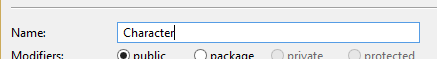 Name: Character
Modifiers: public package private protected